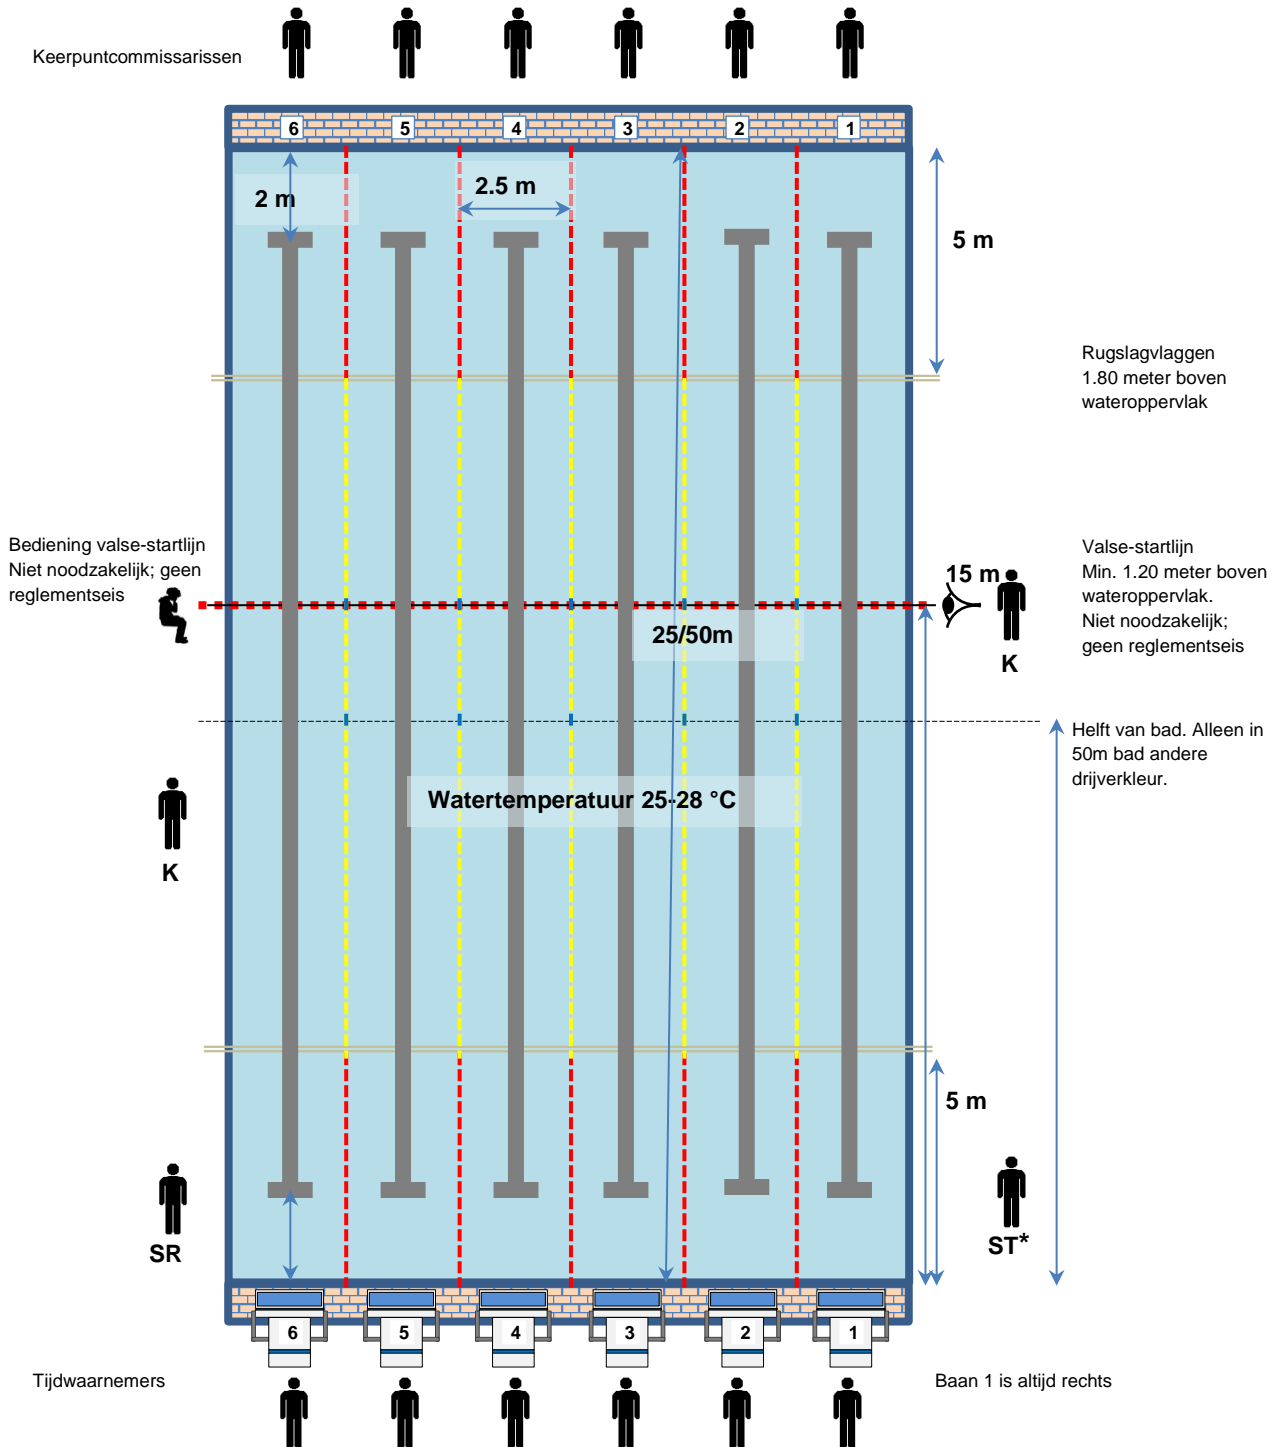 Keerpuntcommissarissen
6 5 4 3 2 1
2 m
2.5 m
5 m
Rugslagvlaggen
1.80 meter boven
wateroppervlak
Bediening valse-startlijn
Niet noodzakelijk; geen
reglementseis
15 m
K
Valse-startlijn
Min. 1.20 meter boven
wateroppervlak.
Niet noodzakelijk;
geen reglementseis
25/50m
Helft van bad. Alleen in
50m bad andere
drijverkleur.
Watertemperatuur 25-28 °C
K
5 m
SR
ST*
6 5 4 3 2 1
Tijdwaarnemers
Baan 1 is altijd rechts